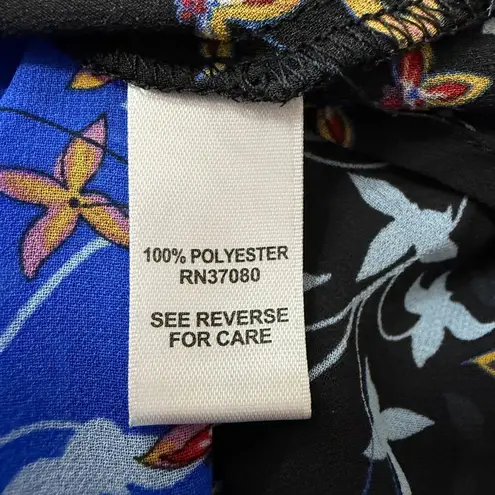 100% POLYESTER
RN37080
SEE REVERSE
FOR CARE